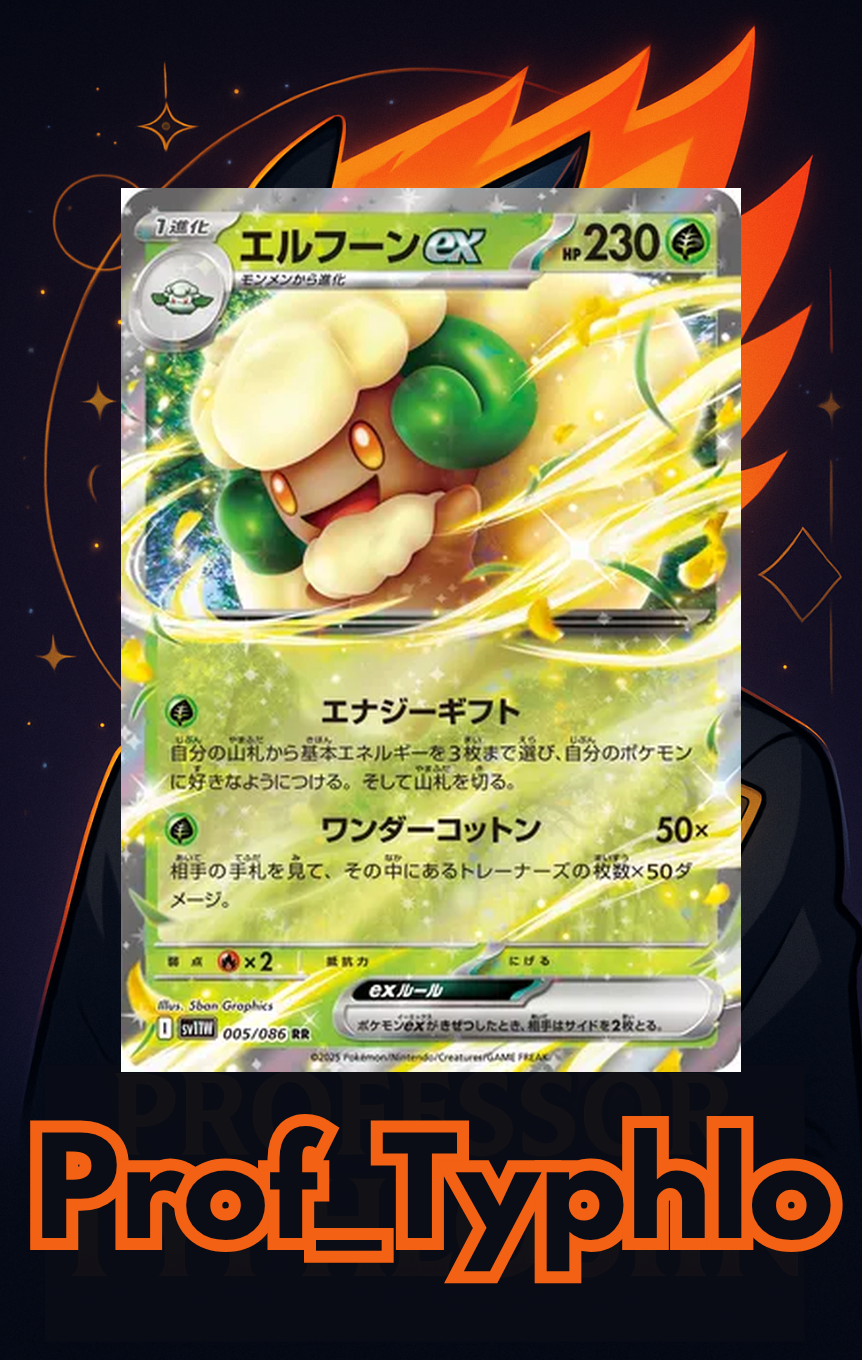 1進化
エルフーンex
HP 230
モンメンから進化
エナジーギフト
自分の山札から基本エネルギーを3枚まで選び、自分のポケモン
に好きなようにつける。そして山札を切る。
ワンダーコットン 50×
相手の手札を見て、その中にあるトレーナーズの枚数×50ダ
メージ。
弱点 ×2 抵抗力 にげる
exルール
ポケモンexがきぜつしたとき、相手はサイドを2枚とる。
Illus. 5ban Graphics
I sv11W 005/086 RR
©2025 Pokémon/Nintendo/Creatures/GAME FREAK.
PROFESSOR
Prof_Typhlo